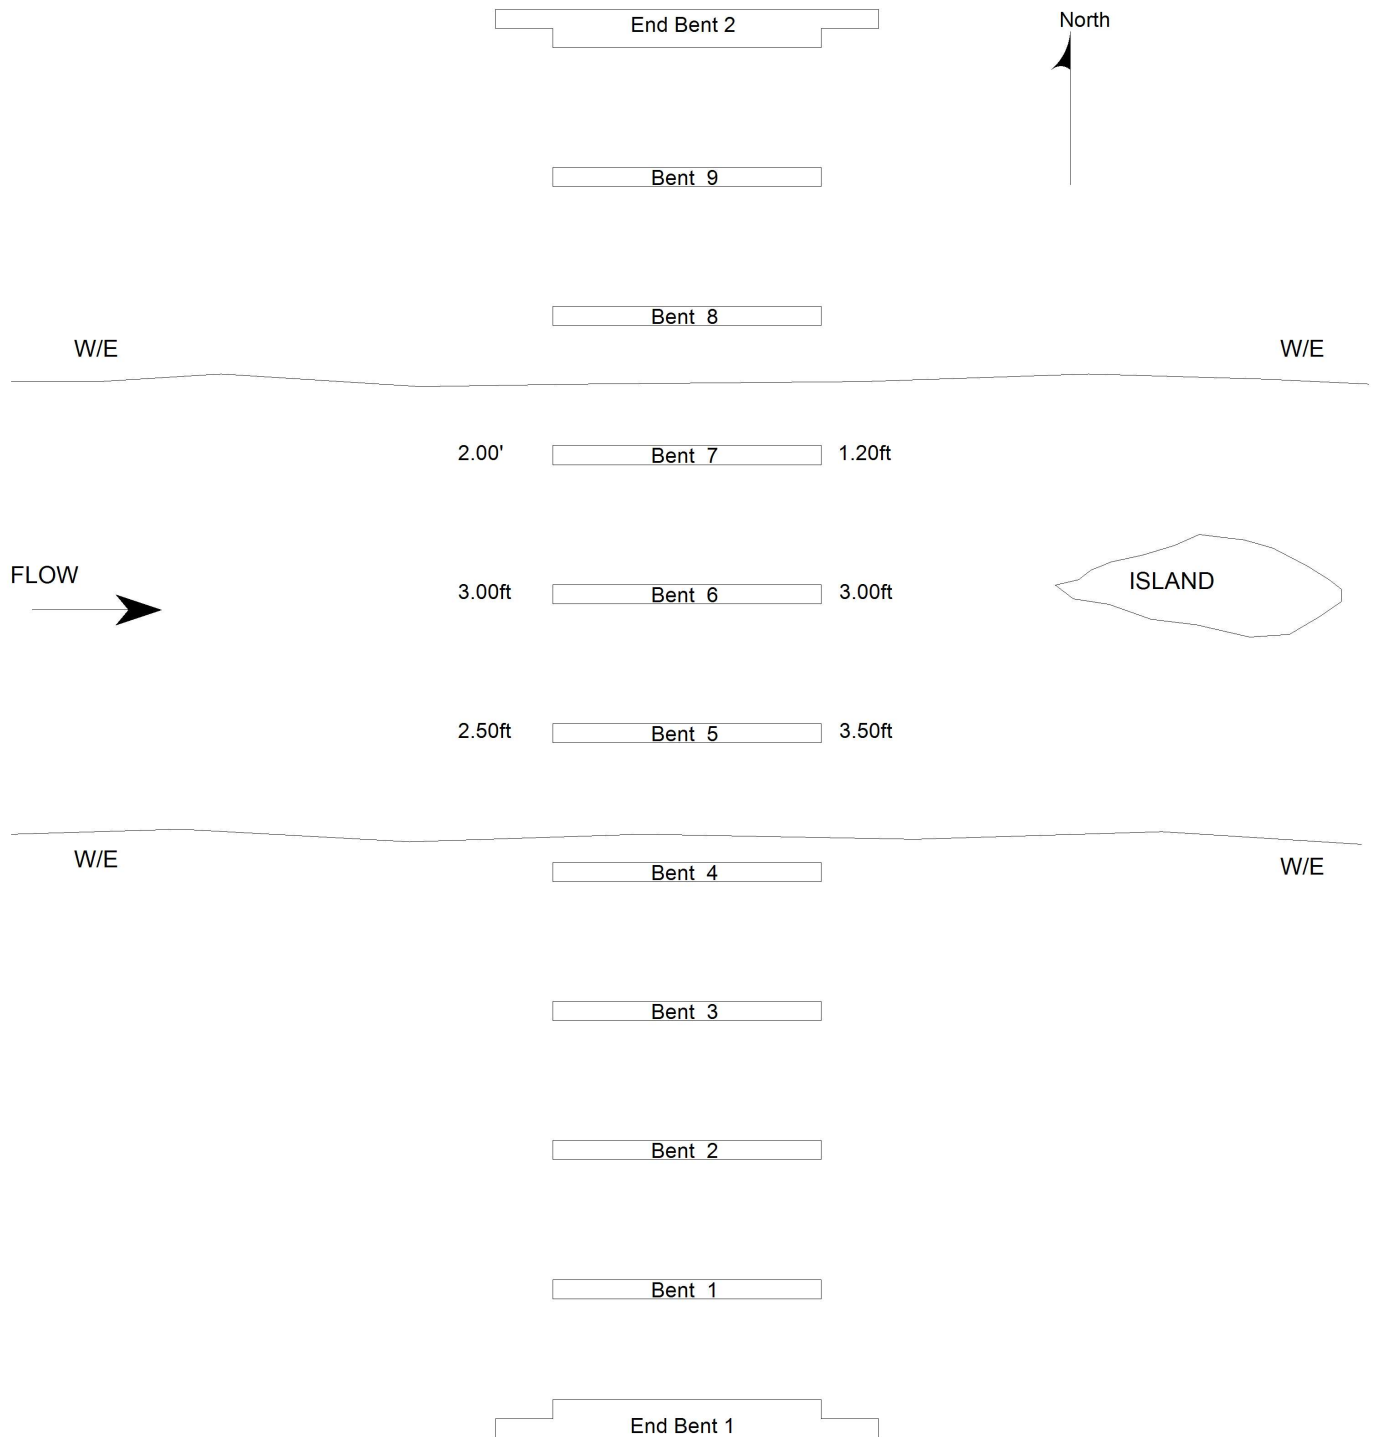 End Bent 2
North
Bent 9
Bent 8
W/E
W/E
2.00'
Bent 7
1.20ft
FLOW
3.00ft
Bent 6
3.00ft
ISLAND
2.50ft
Bent 5
3.50ft
W/E
W/E
Bent 4
Bent 3
Bent 2
Bent 1
End Bent 1